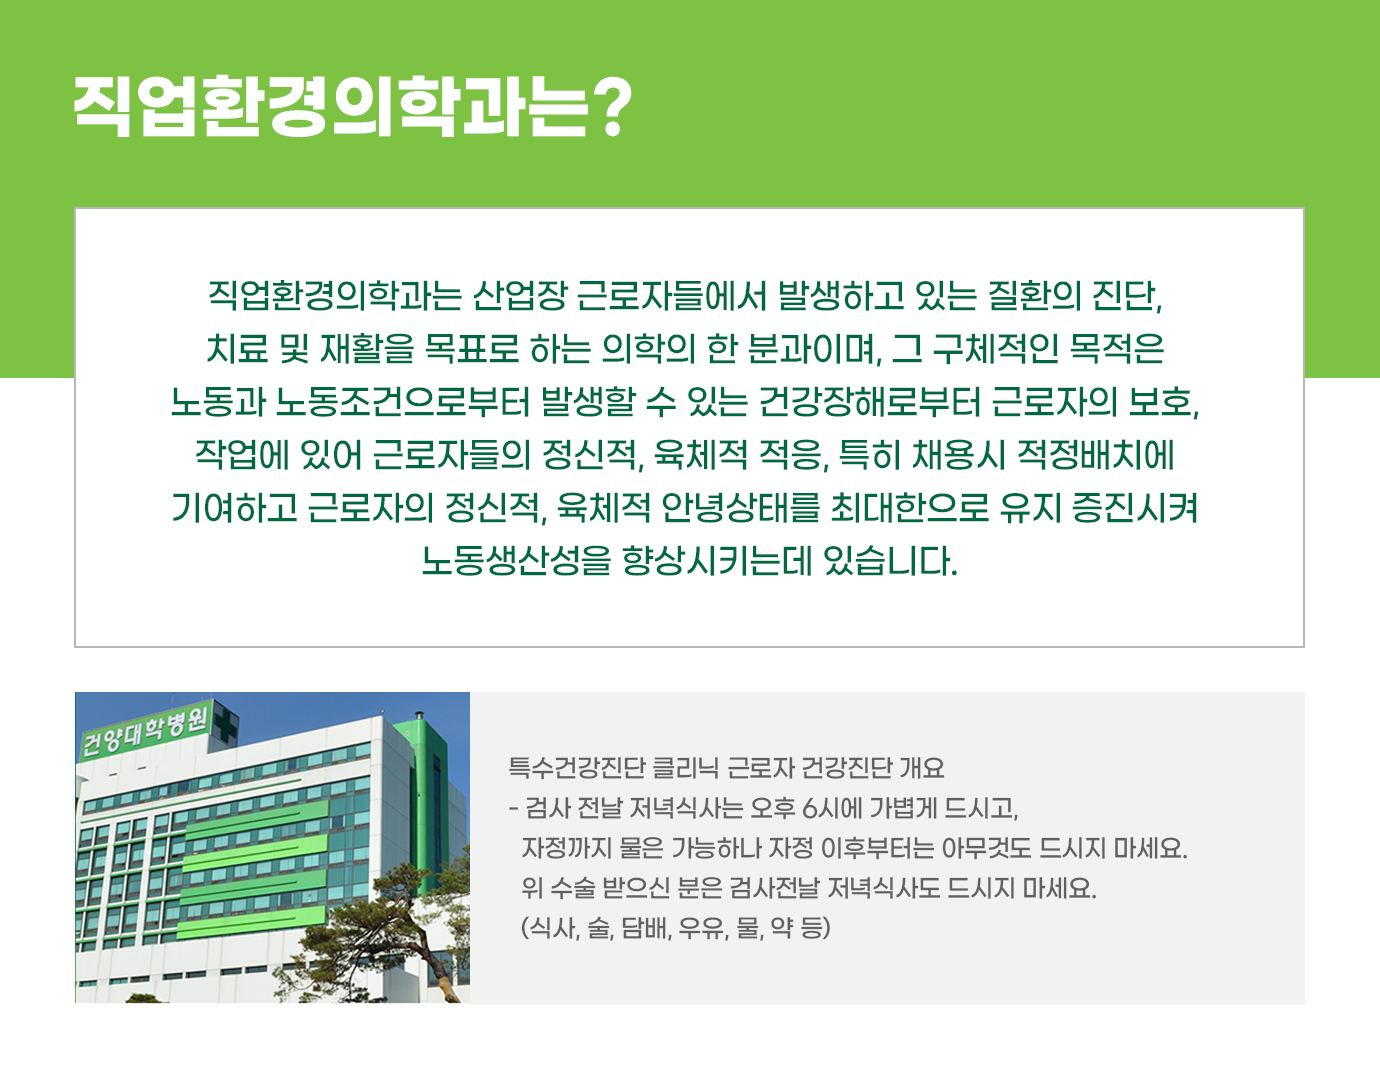 직업환경의학과는?
직업환경의학과는 산업장 근로자들에서 발생하고 있는 질환의 진단,
치료 및 재활을 목표로 하는 의학의 한 분과이며, 그 구체적인 목적은
노동과 노동조건으로부터 발생할 수 있는 건강장해로부터 근로자의 보호,
작업에 있어 근로자들의 정신적, 육체적 적응, 특히 채용시 적정배치에
기여하고 근로자의 정신적, 육체적 안녕상태를 최대한으로 유지 증진시켜
노동생산성을 향상시키는데 있습니다.
건양대학병원
특수건강진단 클리닉 근로자 건강진단 개요
- 검사 전날 저녁식사는 오후 6시에 가볍게 드시고,
자정까지 물은 가능하나 자정 이후부터는 아무것도 드시지 마세요.
위 수술 받으신 분은 검사전날 저녁식사도 드시지 마세요.
(식사, 술, 담배, 우유, 물, 약 등)